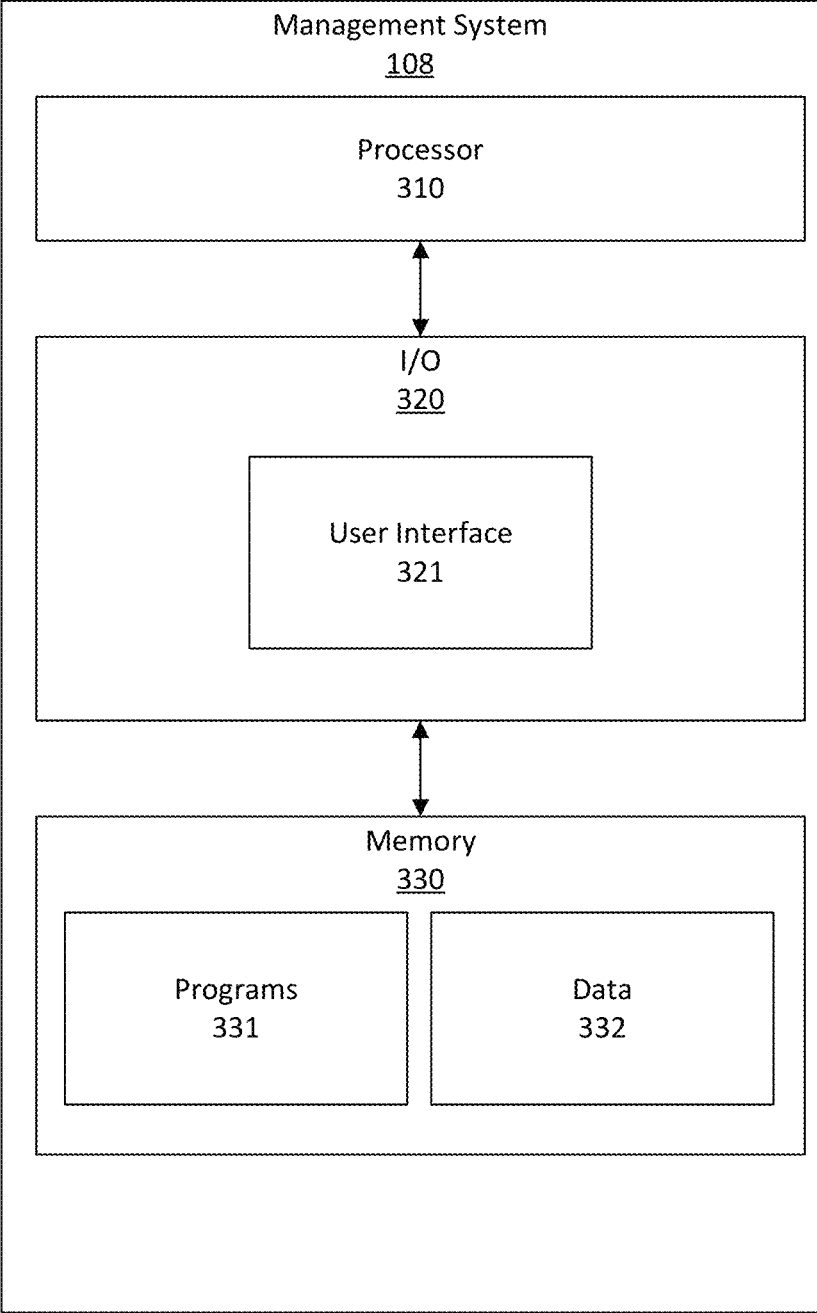 Management System
108
Processor
310
I/O
320
User Interface
321
Memory
330
Programs
331
Data
332